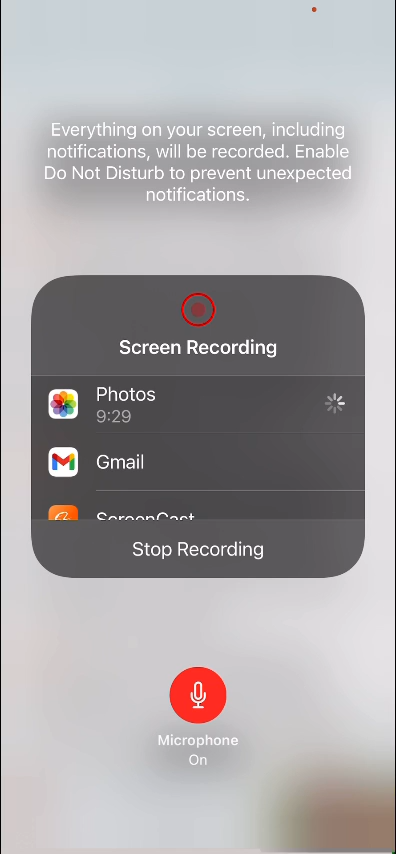 Everything on your screen, including
notifications, will be recorded. Enable
Do Not Disturb to prevent unexpected
notifications.
Screen Recording
Photos
9:29
Gmail
ScreenCast
Stop Recording
Microphone
On